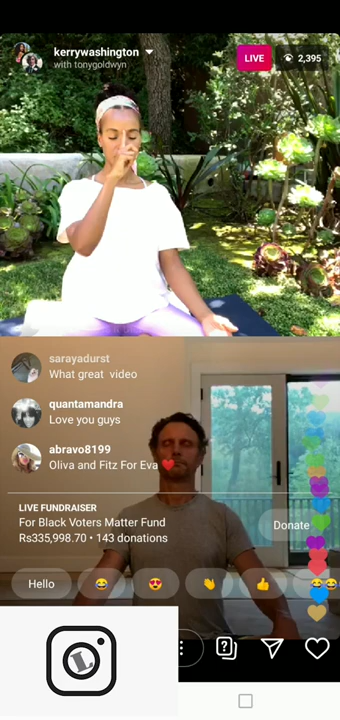 kerrywashington
with tonygoldwyn
LIVE
2,395
sarayadurst
What great video
quantamandra
Love you guys
abravo8199
Oliva and Fitz For Eva ❤️
LIVE FUNDRAISER
For Black Voters Matter Fund
Rs335,998.70 • 143 donations
Donate
Hello
L